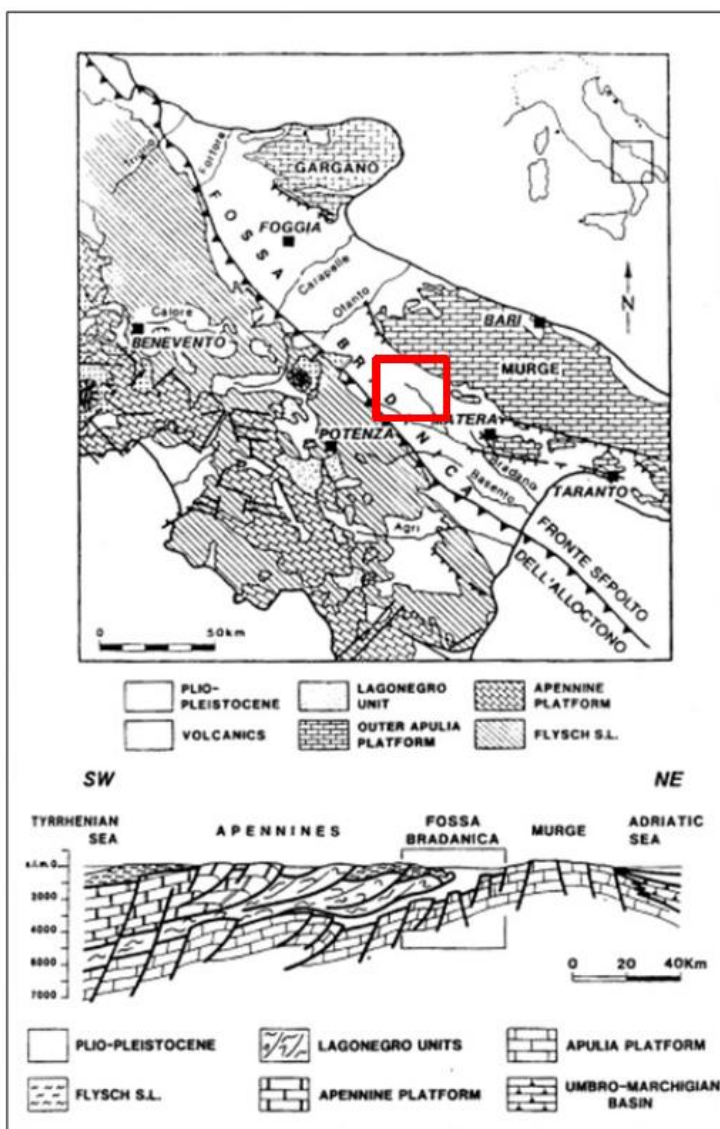 Trigno
Fortore
GARGANO
FOSSA
FOGGIA
Carapelle
Ofanto
N
BARI
MURGE
BRADANICA
Calore
BENEVENTO
MATERA
POTENZA
Bradano
Basento
TARANTO
Agri
FRONTE SEPOLTO
DELL'ALLOCTONO
0 50km
PLIO-
PLEISTOCENE
LAGONEGRO
UNIT
APENNINE
PLATFORM
VOLCANICS
OUTER APULIA
PLATFORM
FLYSCH S.L.
SW NE
TYRRHENIAN
SEA
APENNINES
FOSSA
BRADANICA
MURGE
ADRIATIC
SEA
2000
4000
7000
0 20 40Km
PLIO-PLEISTOCENE
LAGONEGRO UNITS
APULIA PLATFORM
FLYSCH S.L.
APENNINE PLATFORM
UMBRO-MARCHIGIAN
BASIN